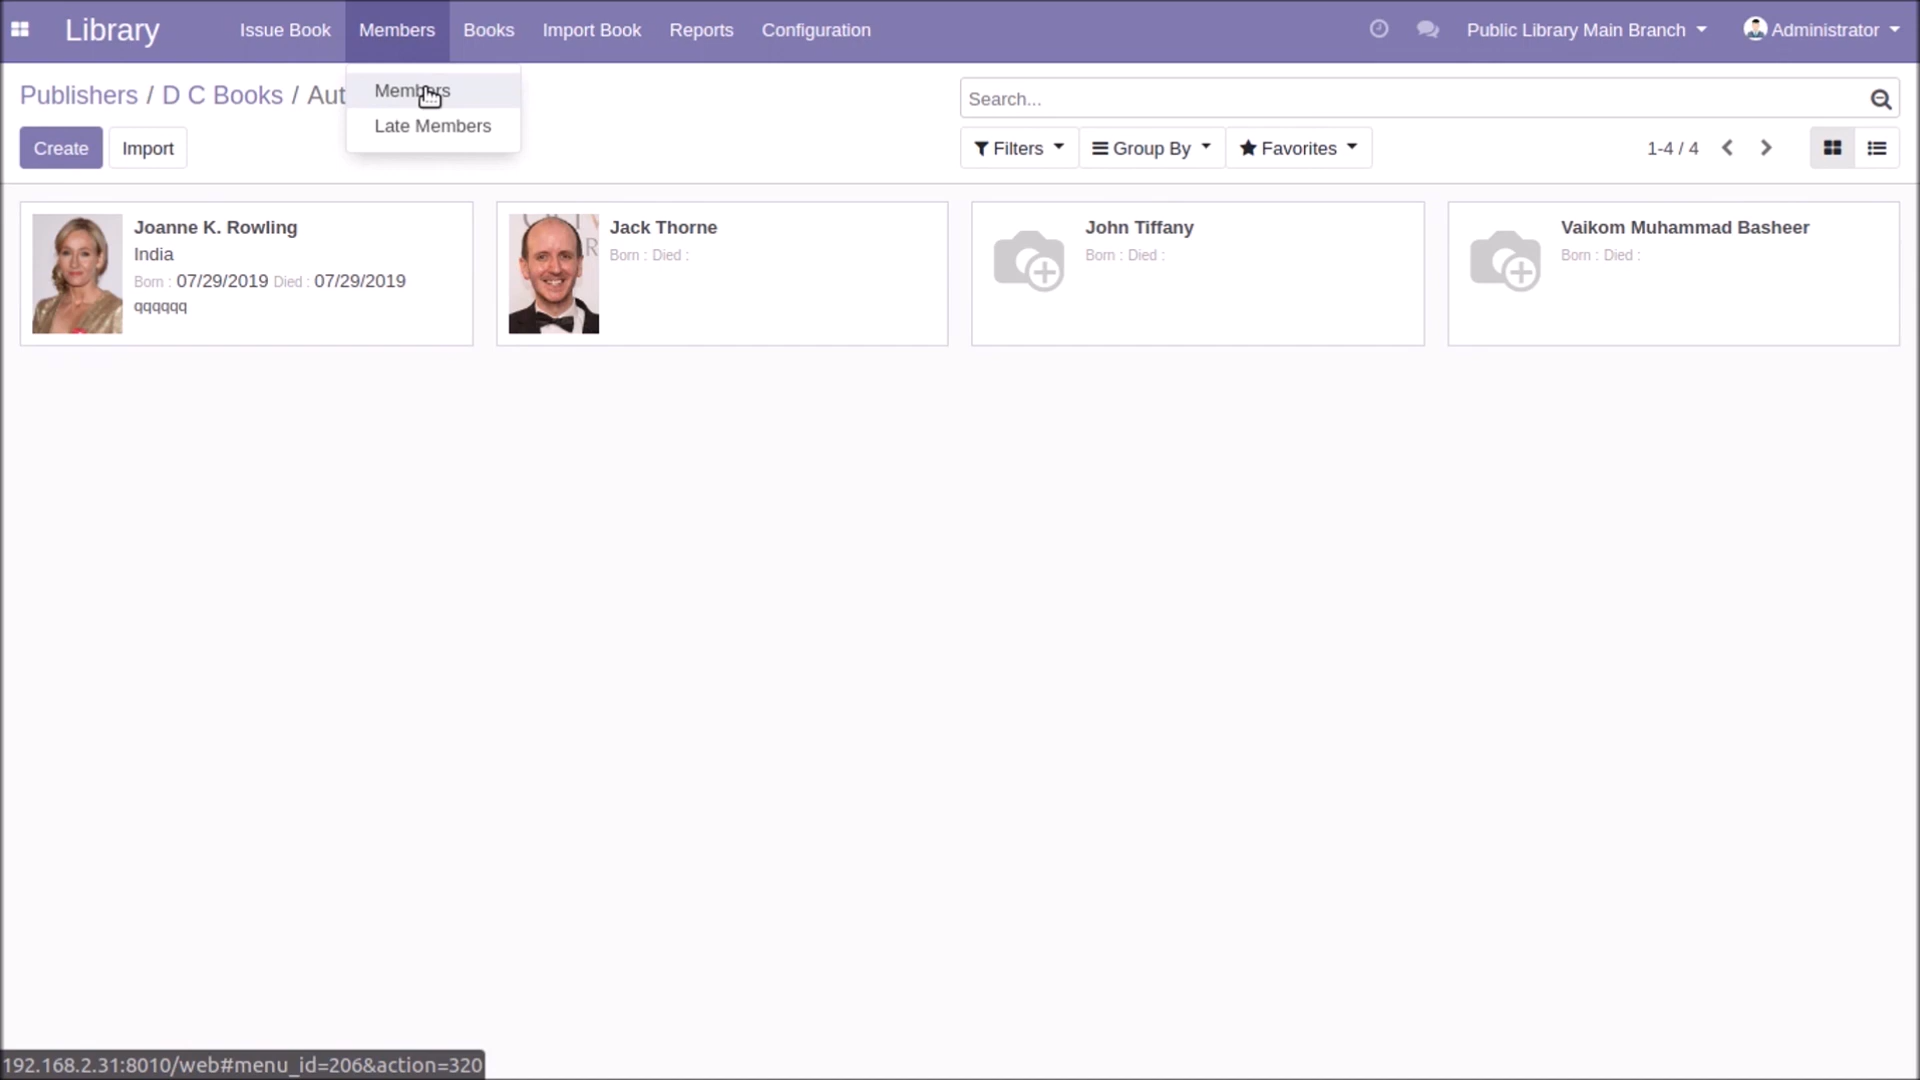 Library Issue Book Members Books Import Book Reports Configuration Public Library Main Branch Administrator
Publishers / D C Books / Aut
Members
Late Members
Search...
Create Import Filters Group By Favorites 1-4 / 4
Joanne K. Rowling
India
Born : 07/29/2019 Died : 07/29/2019
qqqqqq
Jack Thorne
Born : Died :
John Tiffany
Born : Died :
Vaikom Muhammad Basheer
Born : Died :
192.168.2.31:8010/web#menu_id=206&action=320